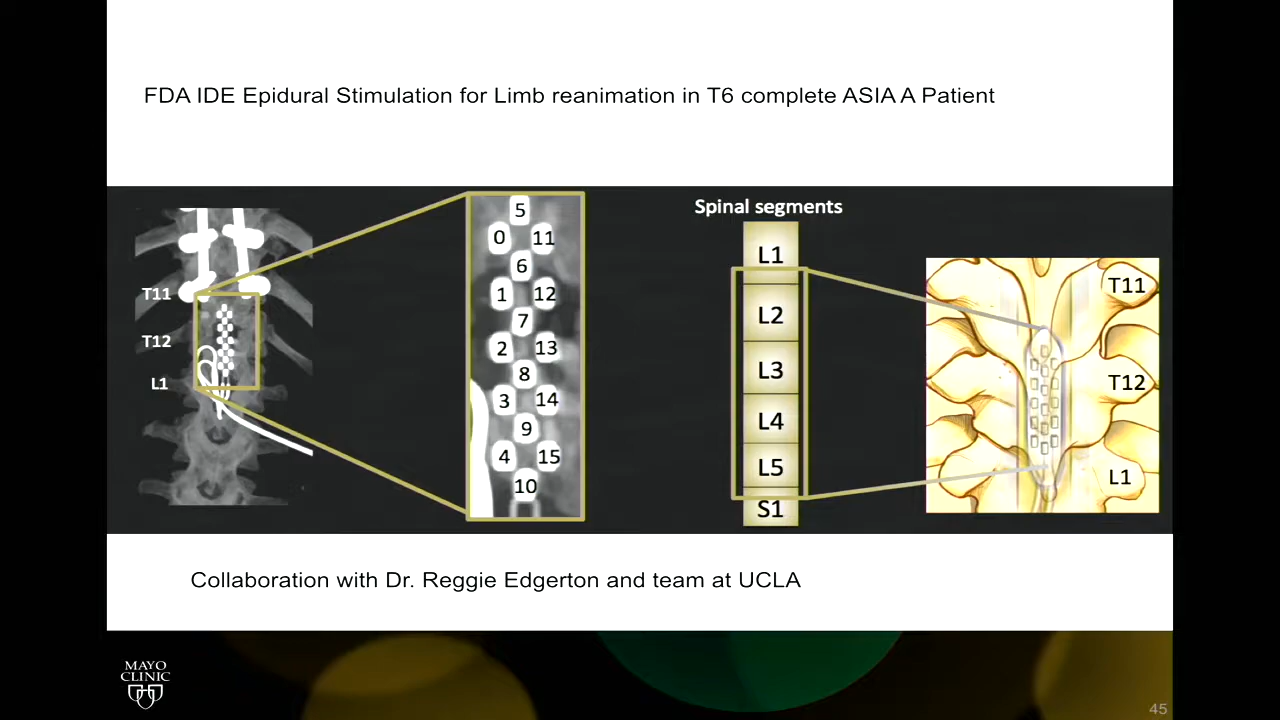 FDA IDE Epidural Stimulation for Limb reanimation in T6 complete ASIA A Patient
T11
T12
L1
5
0 11
6
1 12
7
2 13
8
3 14
9
4 15
10
Spinal segments
L1
L2
L3
L4
L5
S1
T11
T12
L1
Collaboration with Dr. Reggie Edgerton and team at UCLA
MAYO
CLINIC
45